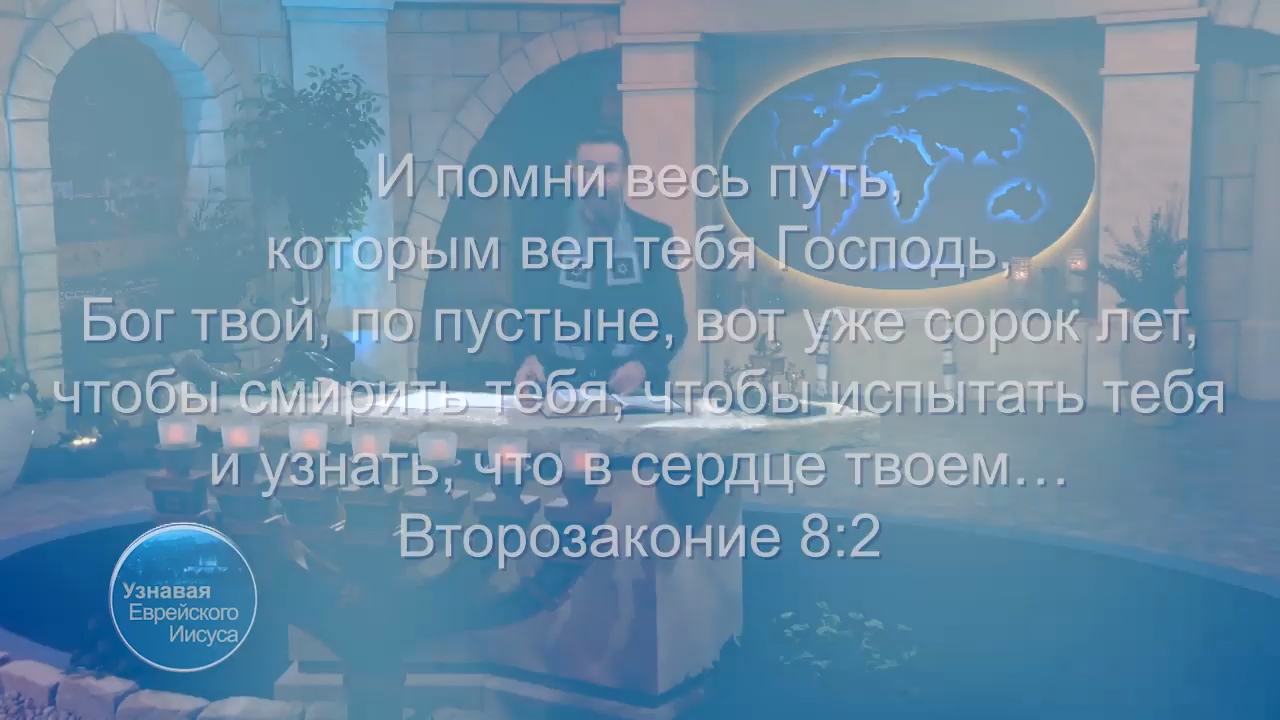 И помни весь путь,
которым вел тебя Господь,
Бог твой, по пустыне, вот уже сорок лет,
чтобы смирить тебя, чтобы испытать тебя
и узнать, что в сердце твоем…
Второзаконие 8:2
Узнавая
Еврейского
Иисуса